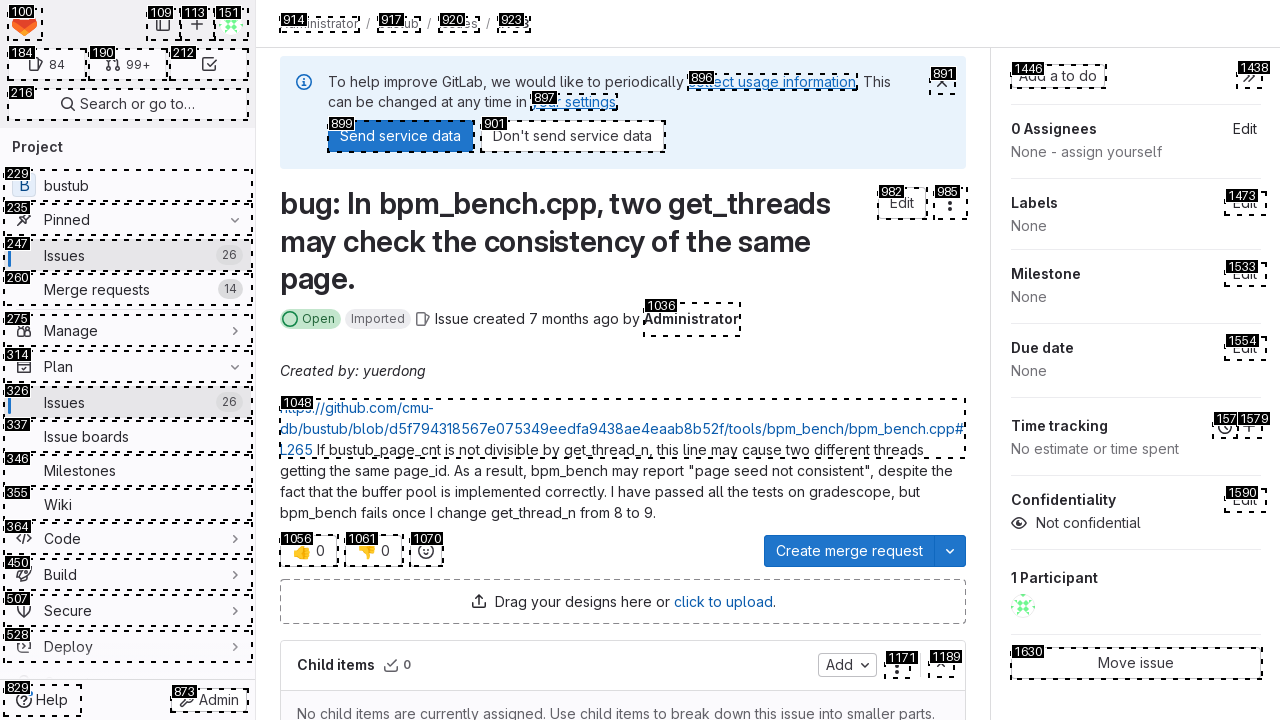 100
109
113
151
184
84
190
99+
212
216
Search or go to…
Project
229
B
bustub
235
Pinned
247
Issues
26
260
Merge requests
14
275
Manage
314
Plan
326
Issues
26
337
Issue boards
346
Milestones
355
Wiki
364
Code
450
Build
507
Secure
528
Deploy
829
Help
873
Admin
914
/
917
/
920
/
923
To help improve GitLab, we would like to periodically
896
collect usage information. This
can be changed at any time in
897
your settings.
891
899
Send service data
901
Don't send service data
bug: In bpm_bench.cpp, two get_threads
may check the consistency of the same
page.
982
Edit
985
Open
Imported
Issue created 7 months ago by
1036
Administrator
Created by: yuerdong
1048
https://github.com/cmu-
db/bustub/blob/d5f794318567e075349eedfa9438ae4eaab8b52f/tools/bpm_bench/bpm_bench.cpp#
L265 If bustub_page_cnt is not divisible by get_thread_n, this line may cause two different threads
getting the same page_id. As a result, bpm_bench may report "page seed not consistent", despite the
fact that the buffer pool is implemented correctly. I have passed all the tests on gradescope, but
bpm_bench fails once I change get_thread_n from 8 to 9.
1056
0
1061
0
1070
Create merge request
Drag your designs here or click to upload.
Child items
0
Add
1171
1189
No child items are currently assigned. Use child items to break down this issue into smaller parts.
1446
Add a to do
1438
0 Assignees
Edit
None - assign yourself
Labels
1473
Edit
None
Milestone
1533
Edit
None
Due date
1554
Edit
None
Time tracking
157
1579
No estimate or time spent
Confidentiality
1590
Edit
Not confidential
1 Participant
1630
Move issue